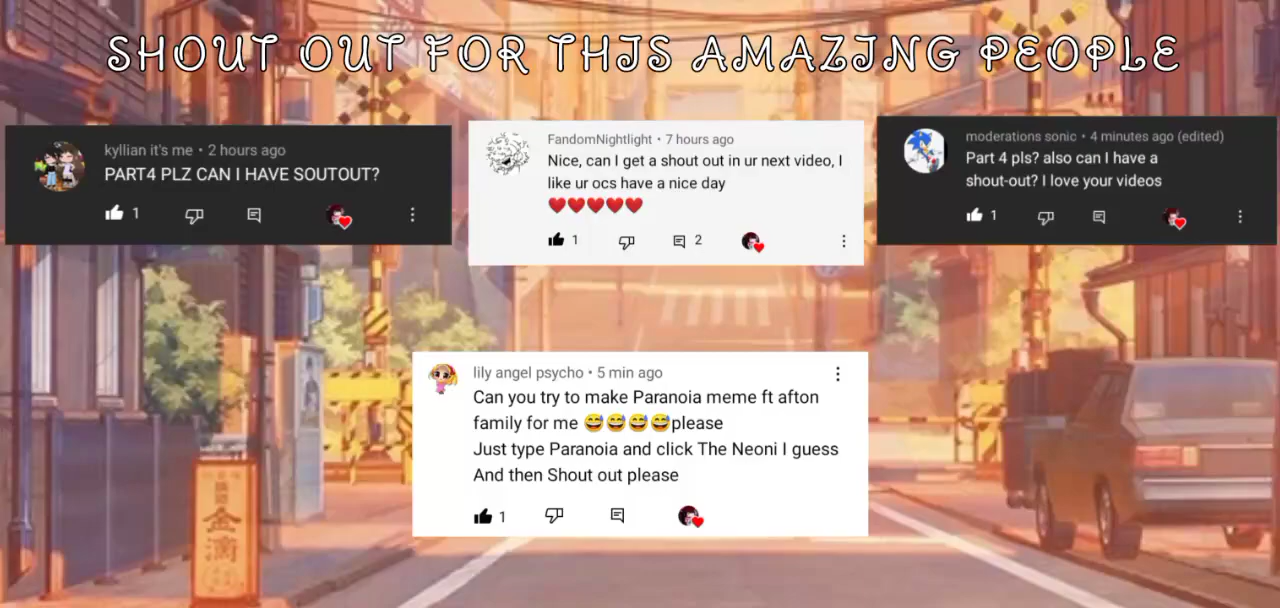 SHOUT OUT FOR THIS AMAZING PEOPLE
kyllian it's me • 2 hours ago
PART4 PLZ CAN I HAVE SOUTOUT?
1
FandomNightlight • 7 hours ago
Nice, can I get a shout out in ur next video, I
like ur ocs have a nice day
❤️❤️❤️❤️❤️
1 2
moderations sonic • 4 minutes ago (edited)
Part 4 pls? also can I have a
shout-out? I love your videos
1
lily angel psycho • 5 min ago
Can you try to make Paranoia meme ft afton
family for me 😅😅😅😅please
Just type Paranoia and click The Neoni I guess
And then Shout out please
1